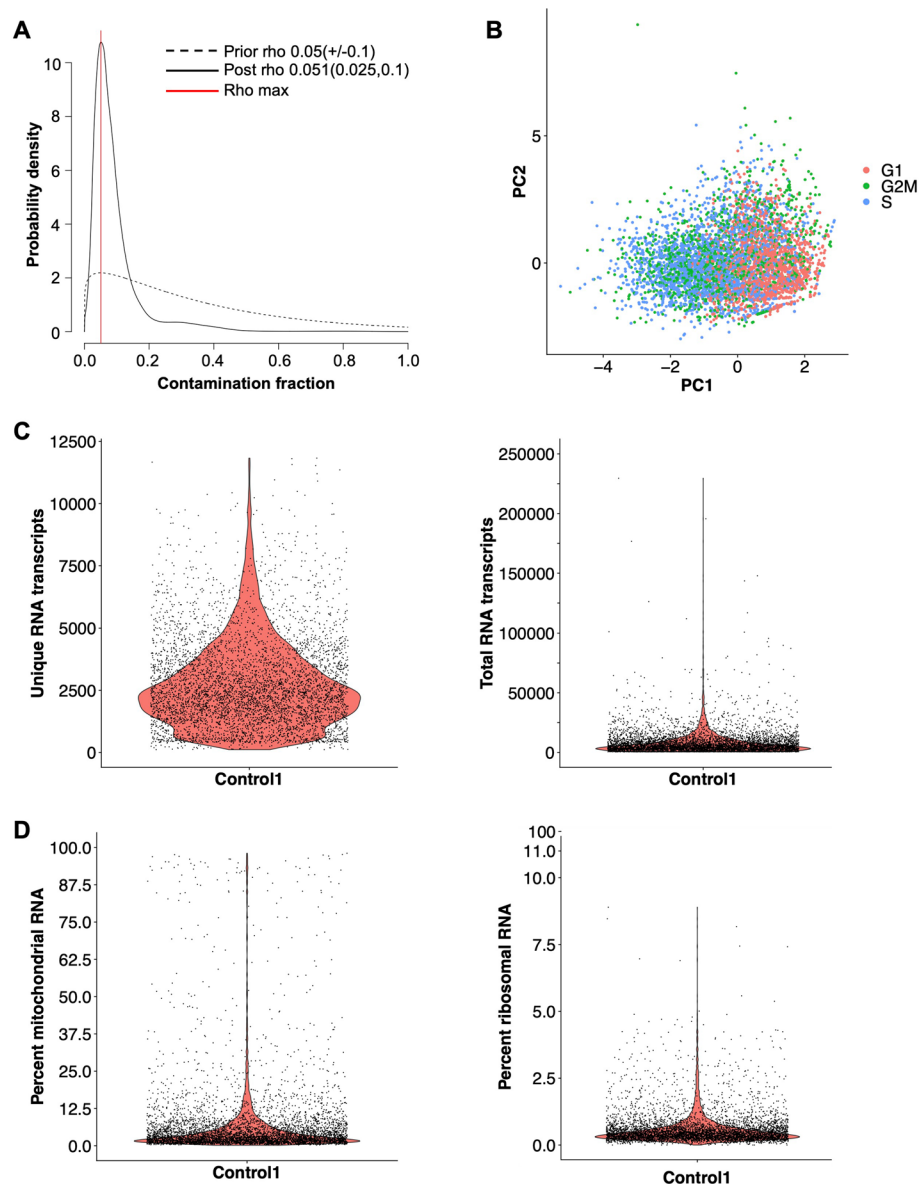 A
Prior rho 0.05(+/-0.1)
Post rho 0.051(0.025,0.1)
Rho max
Probability density
10
8
6
4
2
0
0.0 0.2 0.4 0.6 0.8 1.0
Contamination fraction
B
PC2
5
0
−4 −2 0 2
PC1
G1
G2M
S
C
Unique RNA transcripts
12500
10000
7500
5000
2500
0
Control1
Total RNA transcripts
250000
200000
150000
100000
50000
0
Control1
D
Percent mitochondrial RNA
100.0
87.5
75.0
62.5
50.0
37.5
25.0
12.5
0.0
Control1
Percent ribosomal RNA
100
11.0
10.0
7.5
5.0
2.5
0.0
Control1